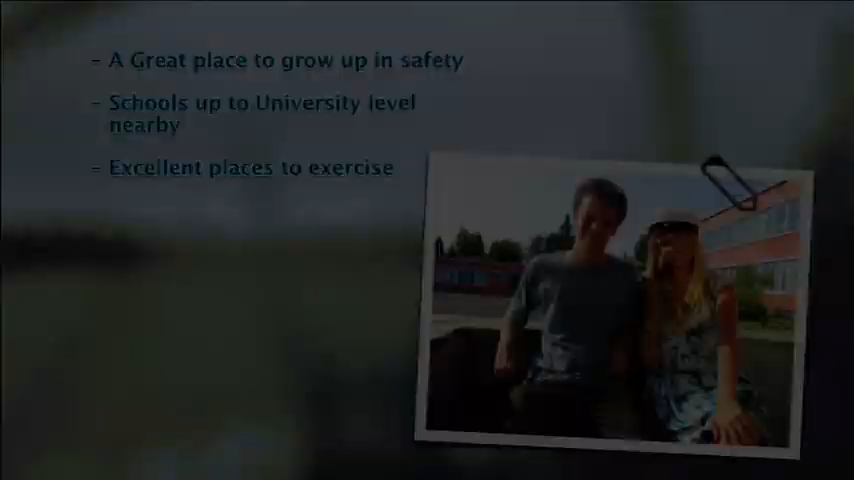 - A Great place to grow up in safety
- Schools up to University level
nearby
- Excellent places to exercise